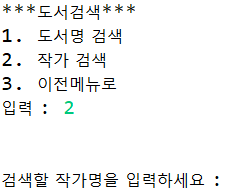 ***도서검색***
1. 도서명 검색
2. 작가 검색
3. 이전메뉴로
입력 : 2
검색할 작가명을 입력하세요 :